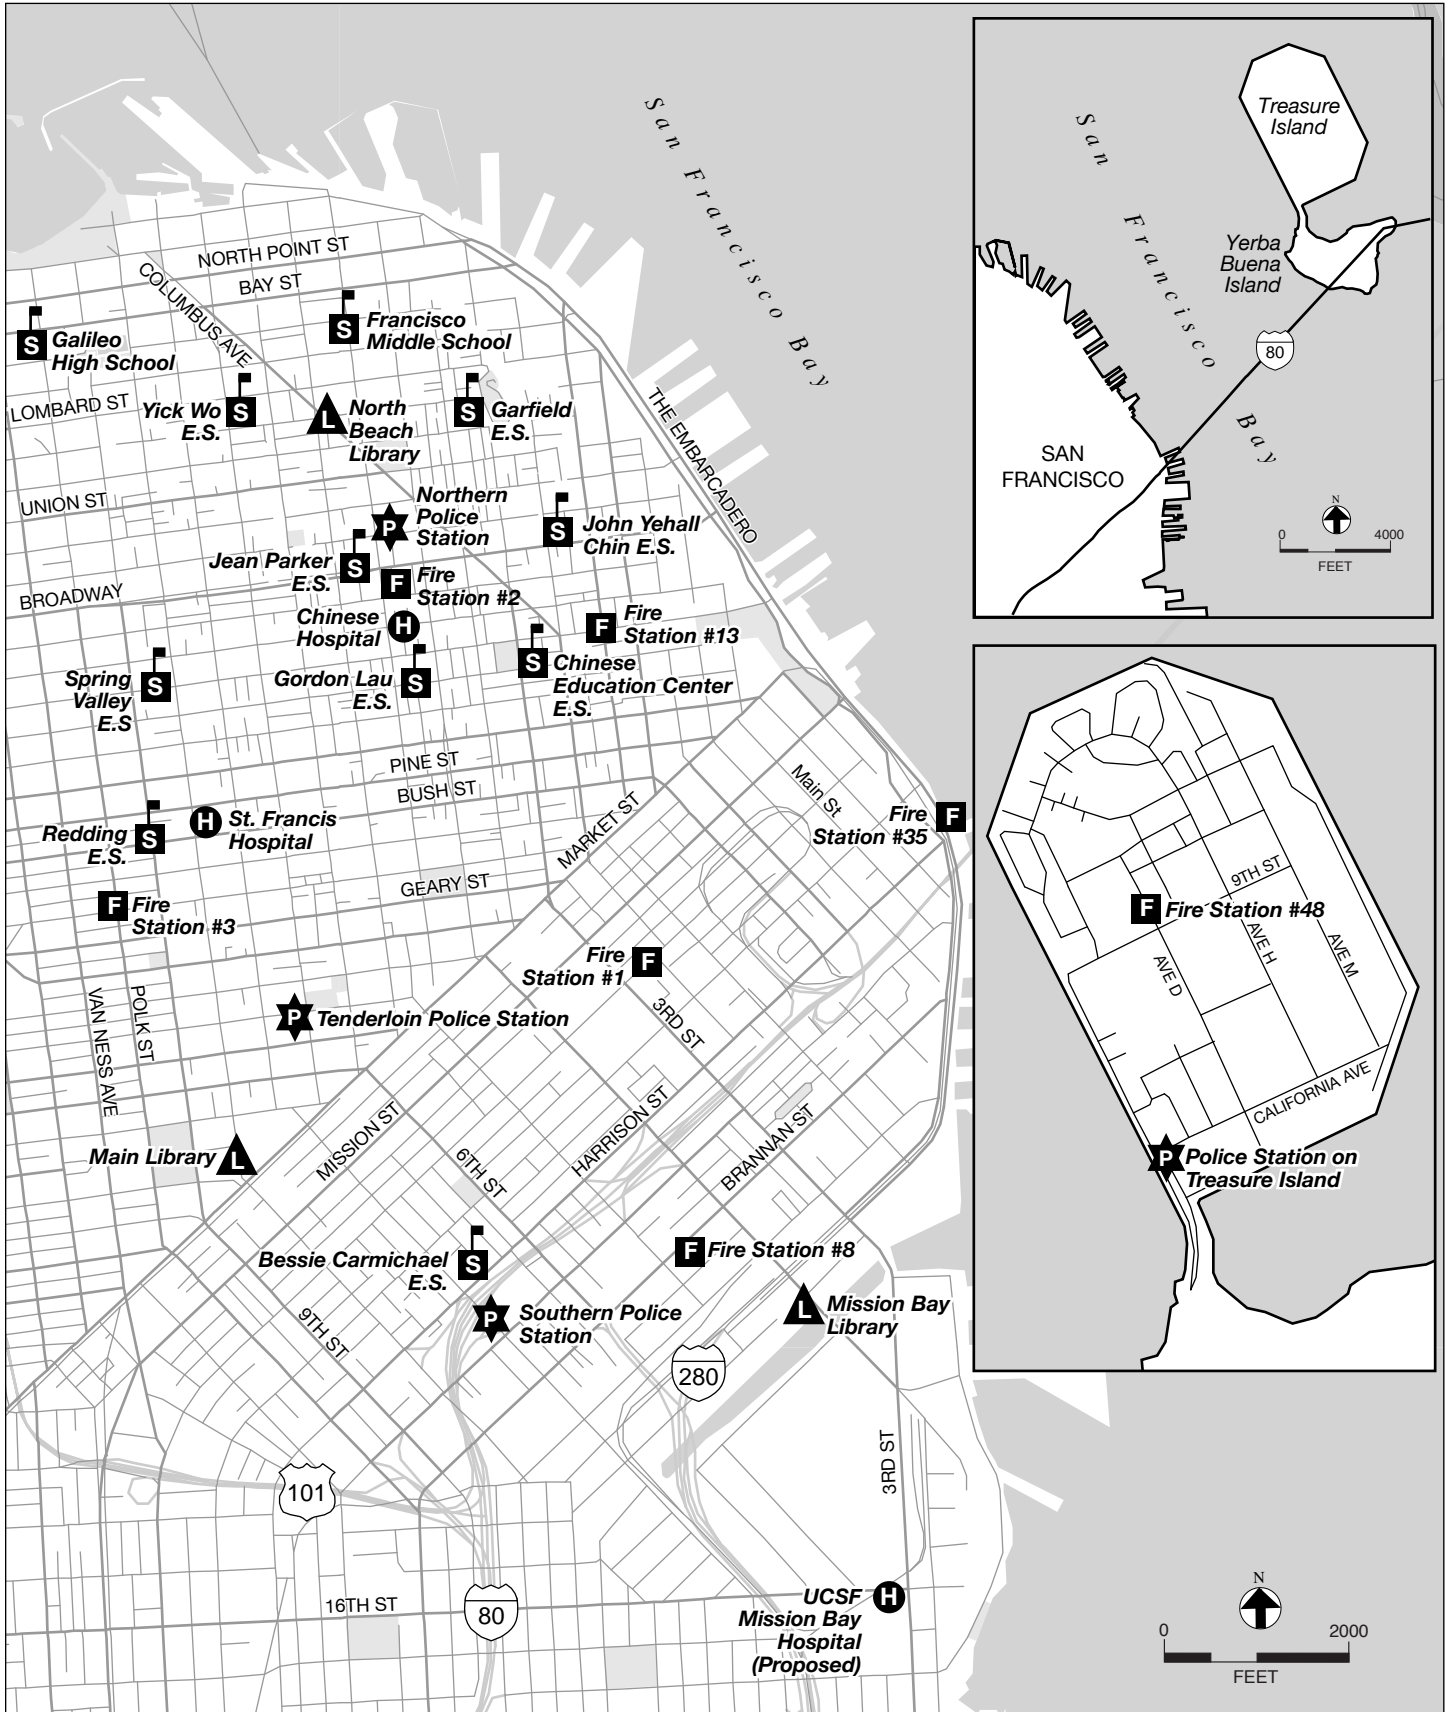 NORTH POINT ST
BAY ST
COLUMBUS AVE
S
Galileo
High School
S
Francisco
Middle School
LOMBARD ST
Yick Wo
E.S.
S
L
North
Beach
Library
S
Garfield
E.S.
THE EMBARCADERO
San Francisco Bay
UNION ST
P
Northern
Police
Station
S
John Yehall
Chin E.S.
Jean Parker
E.S.
S
F
Fire
Station #2
BROADWAY
Chinese
Hospital
H
F
Fire
Station #13
Spring
Valley
E.S
S
Gordon Lau
E.S.
S
S
Chinese
Education Center
E.S.
PINE ST
BUSH ST
MARKET ST
Main St
Fire
Station #35
F
Redding
E.S.
S
H
St. Francis
Hospital
GEARY ST
F
Fire
Station #3
Fire
Station #1
F
VAN NESS AVE
POLK ST
P
Tenderloin Police Station
3RD ST
Main Library
L
MISSION ST
6TH ST
HARRISON ST
BRANNAN ST
Bessie Carmichael
E.S.
S
F
Fire Station #8
9TH ST
P
Southern Police
Station
L
Mission Bay
Library
280
3RD ST
101
16TH ST
80
UCSF
Mission Bay
Hospital
(Proposed)
H
N
0
2000
FEET
Treasure
Island
San Francisco Bay
Yerba
Buena
Island
80
SAN
FRANCISCO
N
0
4000
FEET
9TH ST
F
Fire Station #48
AVE D
AVE H
AVE M
CALIFORNIA AVE
P
Police Station on
Treasure Island